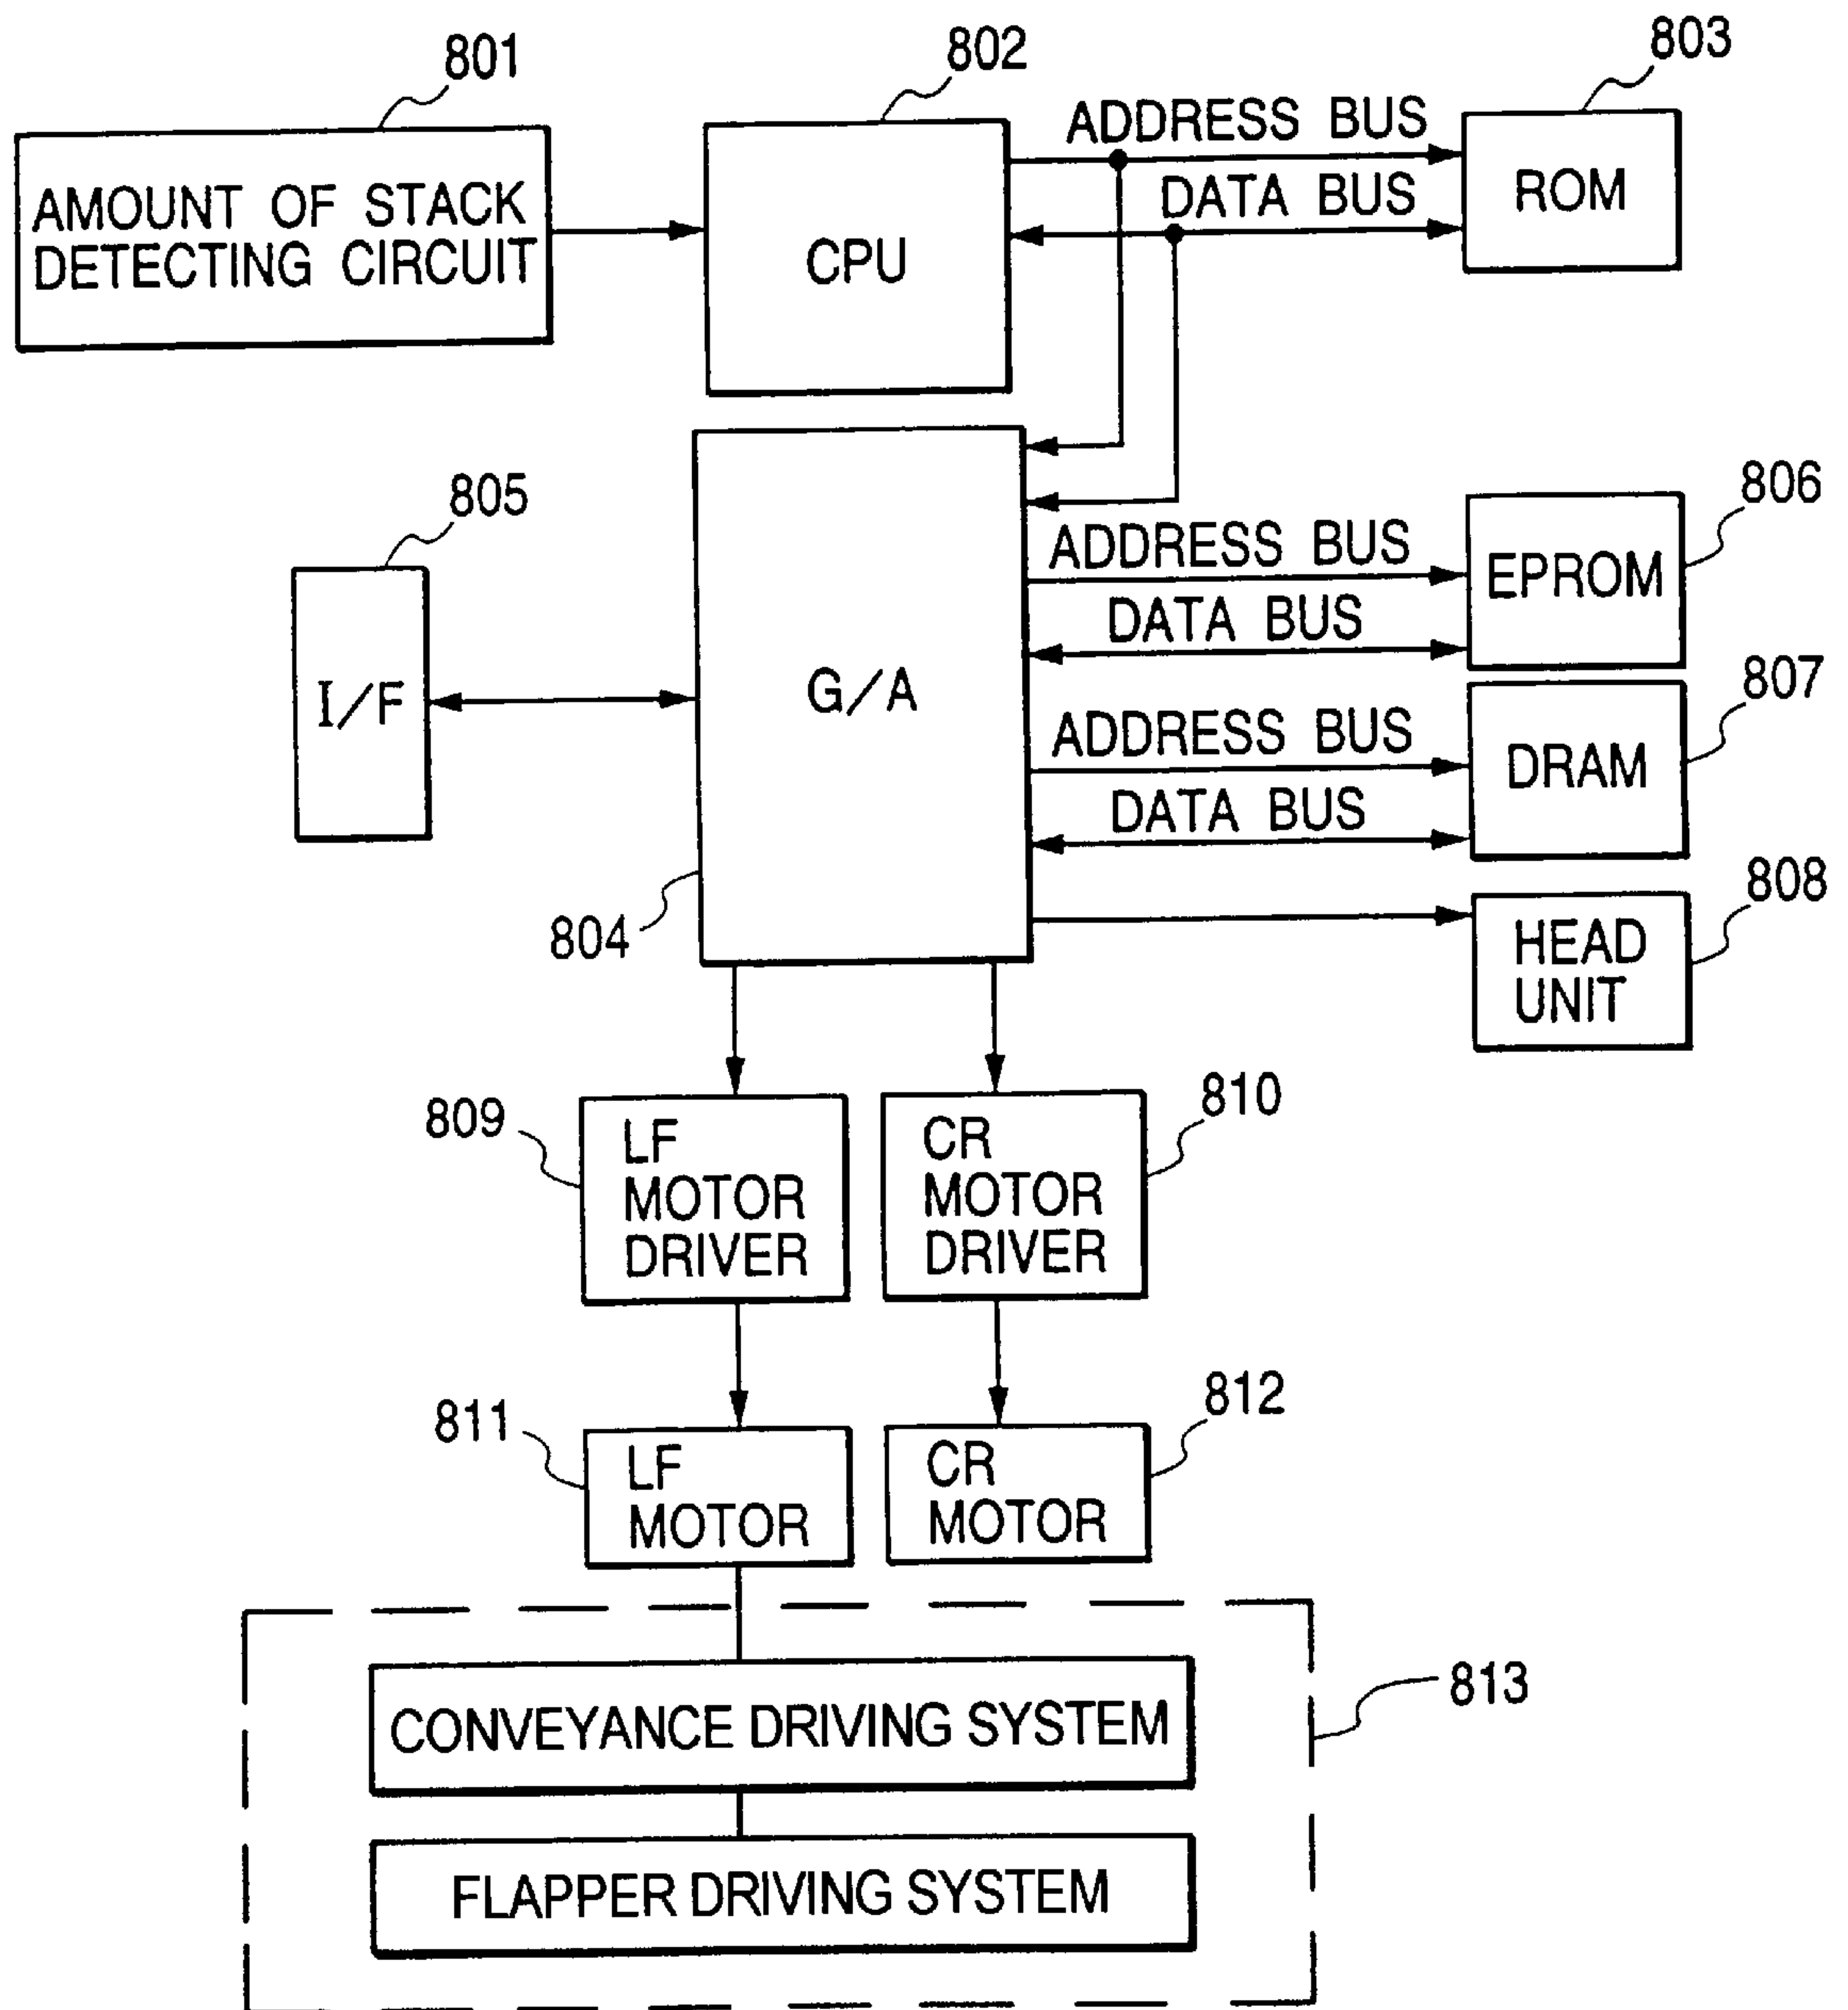 801
802
803
AMOUNT OF STACK
DETECTING CIRCUIT
CPU
ADDRESS BUS
DATA BUS
ROM
805
806
I/F
G/A
ADDRESS BUS
DATA BUS
EPROM
807
ADDRESS BUS
DATA BUS
DRAM
804
808
HEAD
UNIT
809
LF
MOTOR
DRIVER
CR
MOTOR
DRIVER
810
811
LF
MOTOR
CR
MOTOR
812
813
CONVEYANCE DRIVING SYSTEM
FLAPPER DRIVING SYSTEM